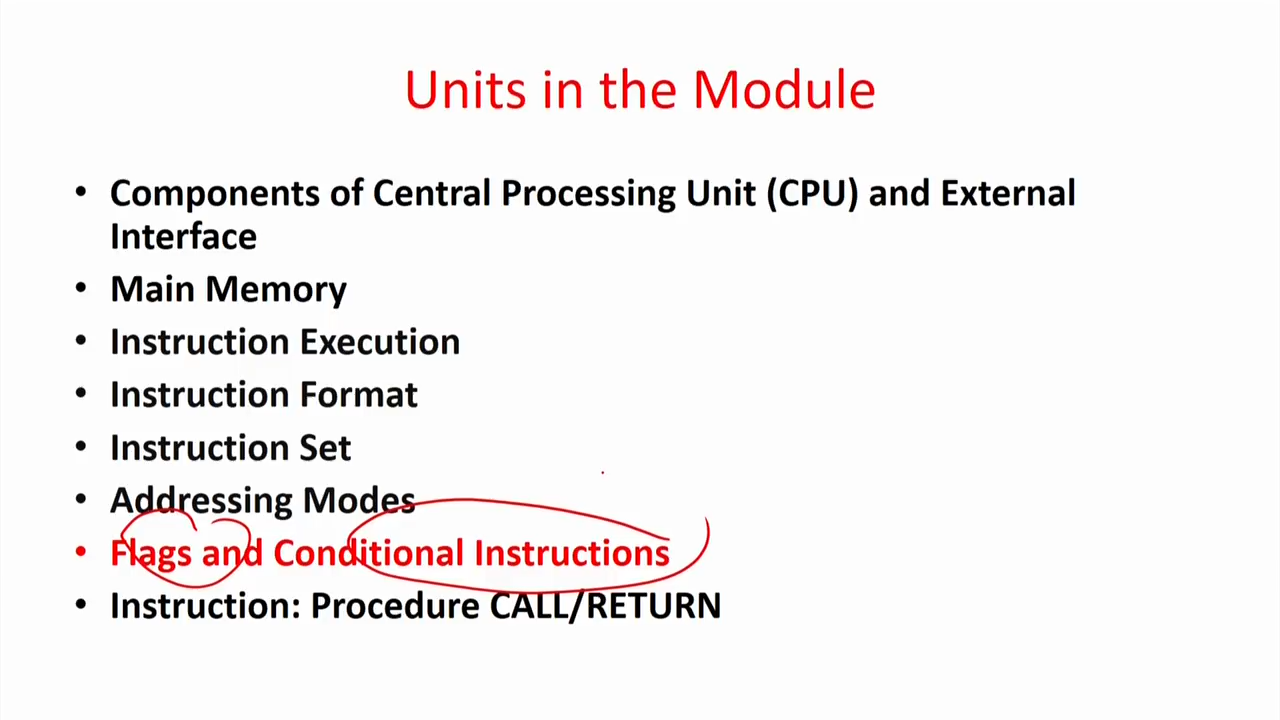 Units in the Module
• Components of Central Processing Unit (CPU) and External
Interface
• Main Memory
• Instruction Execution
• Instruction Format
• Instruction Set
• Addressing Modes
• Flags and Conditional Instructions
• Instruction: Procedure CALL/RETURN